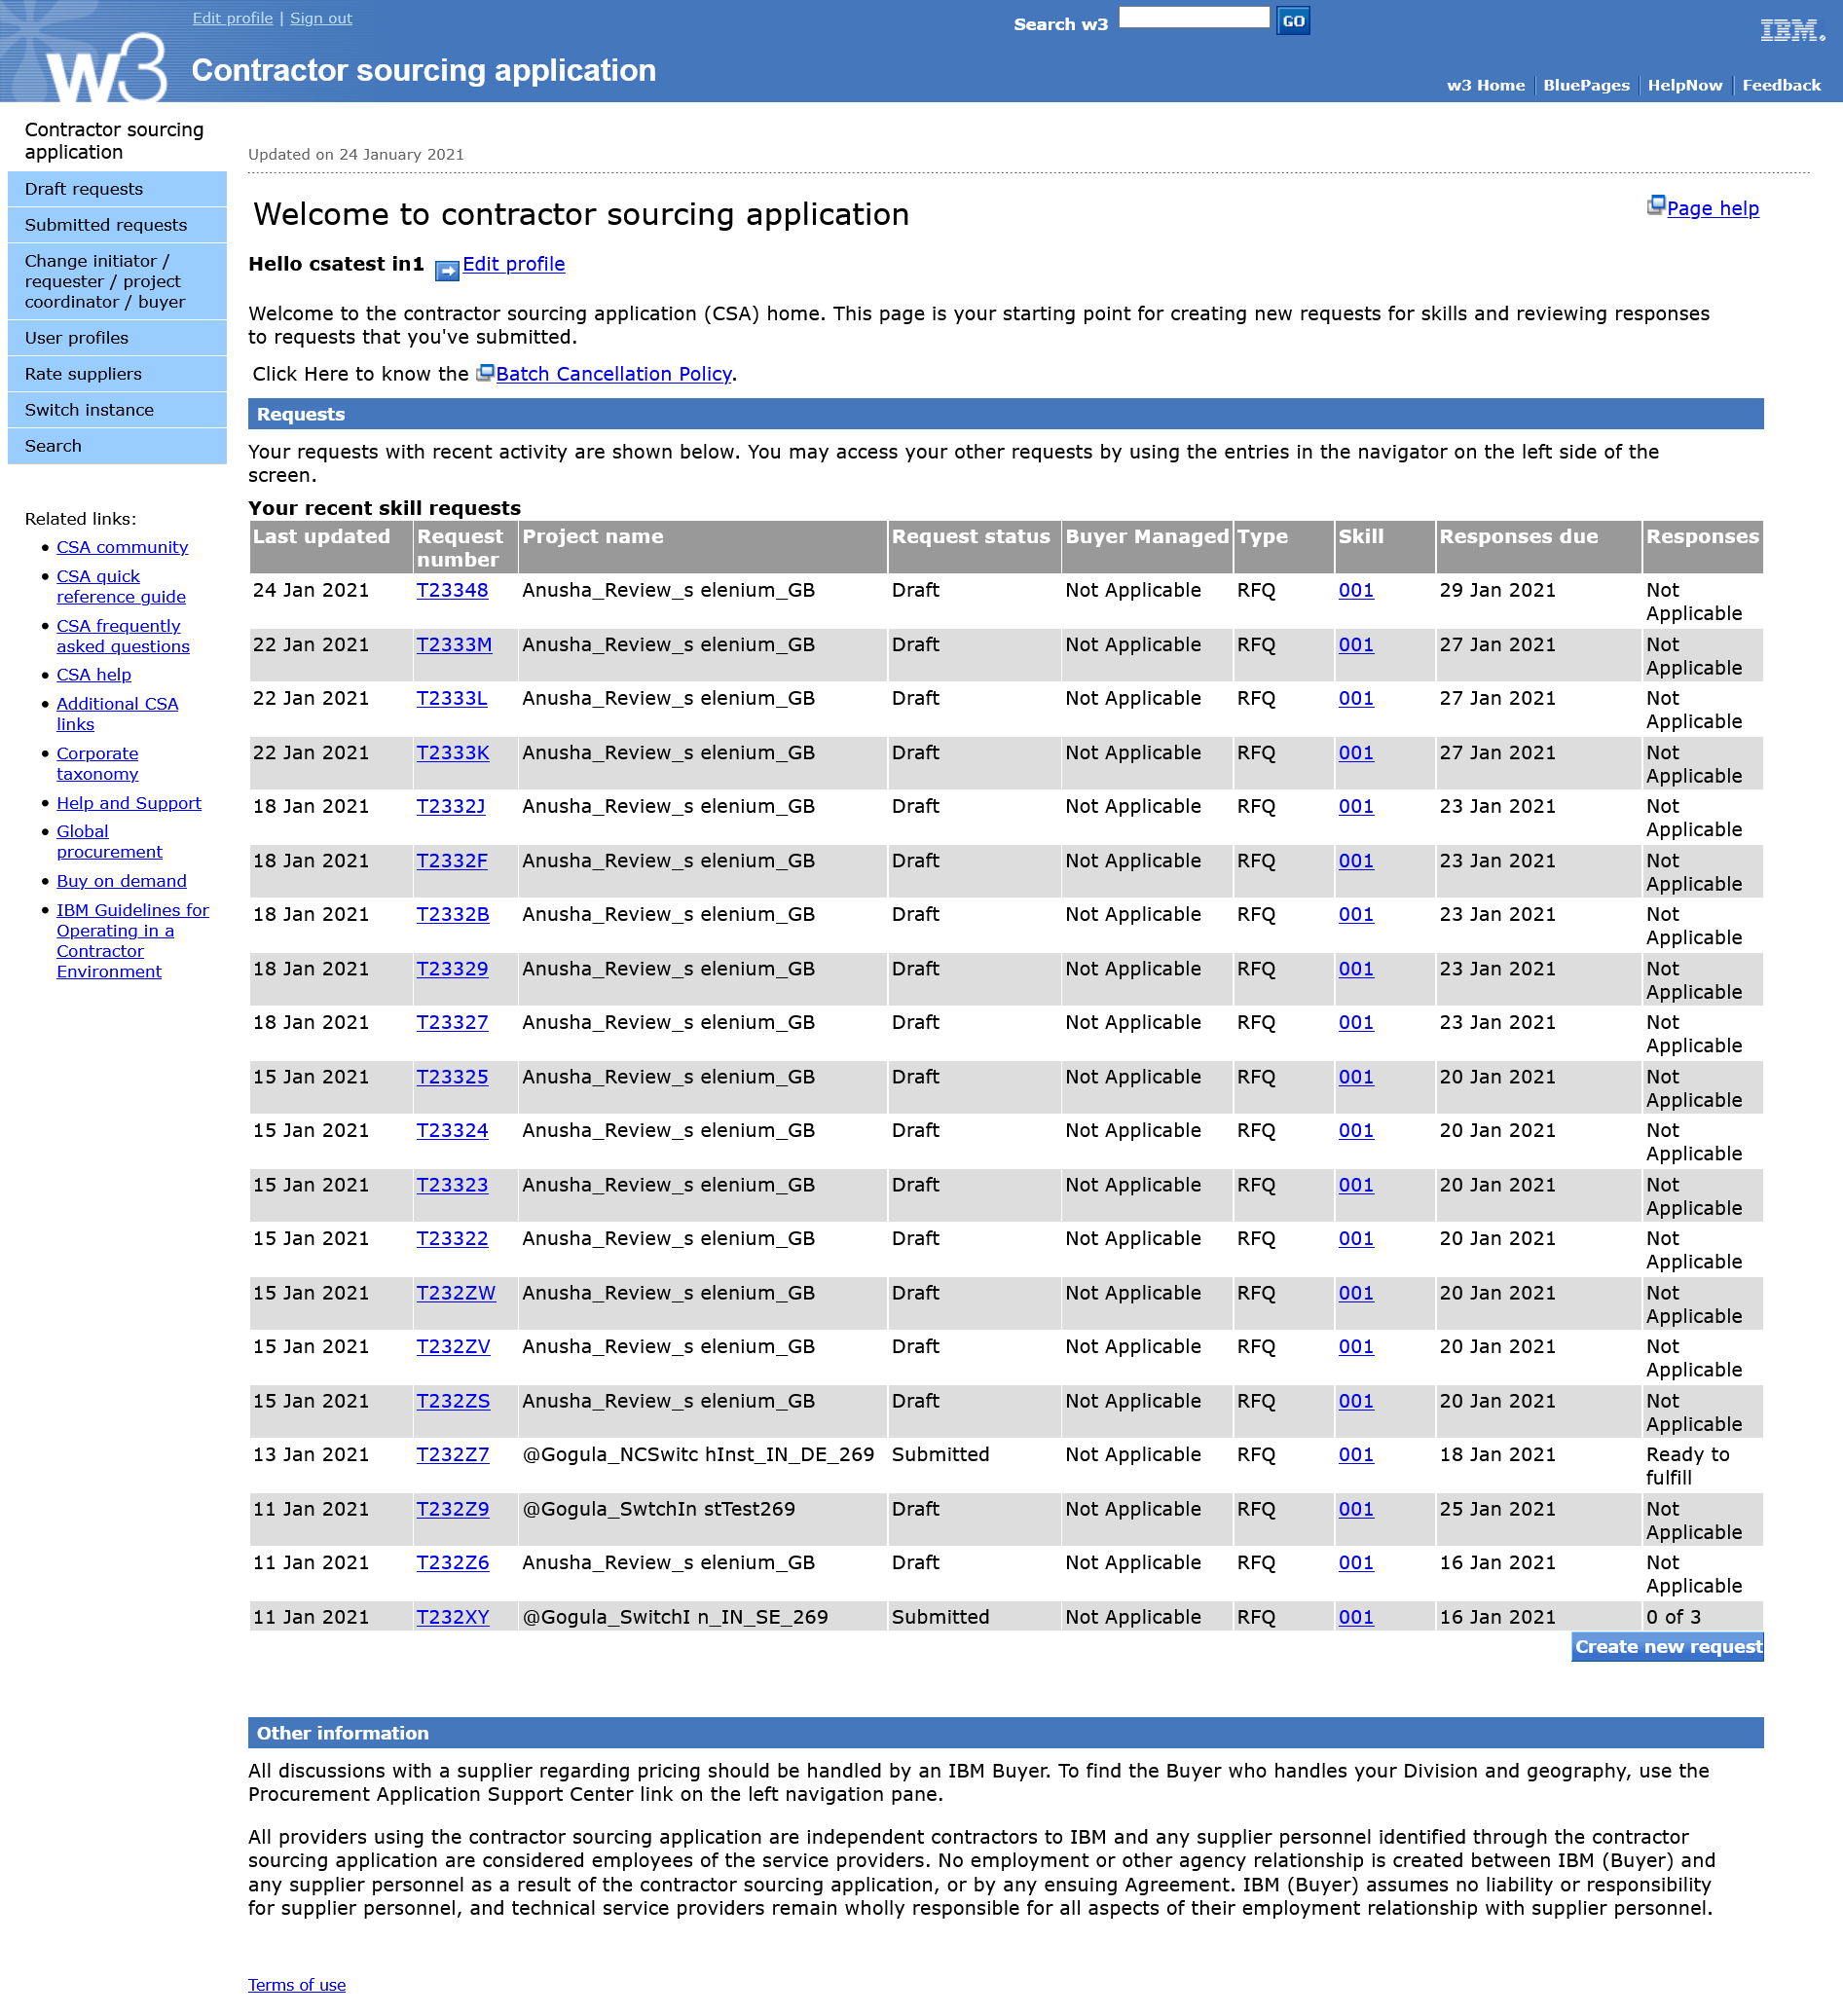 Edit profile | Sign out
Search w3 GO
IBM.
w3 Contractor sourcing application
w3 Home BluePages HelpNow Feedback
Contractor sourcing
application
Draft requests
Submitted requests
Change initiator /
requester / project
coordinator / buyer
User profiles
Rate suppliers
Switch instance
Search
Related links:
CSA community
CSA quick
reference guide
CSA frequently
asked questions
CSA help
Additional CSA
links
Corporate
taxonomy
Help and Support
Global
procurement
Buy on demand
IBM Guidelines for
Operating in a
Contractor
Environment
Updated on 24 January 2021
Welcome to contractor sourcing application
Page help
Hello csatest in1 Edit profile
Welcome to the contractor sourcing application (CSA) home. This page is your starting point for creating new requests for skills and reviewing responses
to requests that you've submitted.
Click Here to know the Batch Cancellation Policy.
Requests
Your requests with recent activity are shown below. You may access your other requests by using the entries in the navigator on the left side of the
screen.
Your recent skill requests
Last updated Request Project name Request status Buyer Managed Type Skill Responses due Responses
number
24 Jan 2021 T23348 Anusha_Review_s elenium_GB Draft Not Applicable RFQ 001 29 Jan 2021 Not
Applicable
22 Jan 2021 T2333M Anusha_Review_s elenium_GB Draft Not Applicable RFQ 001 27 Jan 2021 Not
Applicable
22 Jan 2021 T2333L Anusha_Review_s elenium_GB Draft Not Applicable RFQ 001 27 Jan 2021 Not
Applicable
22 Jan 2021 T2333K Anusha_Review_s elenium_GB Draft Not Applicable RFQ 001 27 Jan 2021 Not
Applicable
18 Jan 2021 T2332J Anusha_Review_s elenium_GB Draft Not Applicable RFQ 001 23 Jan 2021 Not
Applicable
18 Jan 2021 T2332F Anusha_Review_s elenium_GB Draft Not Applicable RFQ 001 23 Jan 2021 Not
Applicable
18 Jan 2021 T2332B Anusha_Review_s elenium_GB Draft Not Applicable RFQ 001 23 Jan 2021 Not
Applicable
18 Jan 2021 T23329 Anusha_Review_s elenium_GB Draft Not Applicable RFQ 001 23 Jan 2021 Not
Applicable
18 Jan 2021 T23327 Anusha_Review_s elenium_GB Draft Not Applicable RFQ 001 23 Jan 2021 Not
Applicable
15 Jan 2021 T23325 Anusha_Review_s elenium_GB Draft Not Applicable RFQ 001 20 Jan 2021 Not
Applicable
15 Jan 2021 T23324 Anusha_Review_s elenium_GB Draft Not Applicable RFQ 001 20 Jan 2021 Not
Applicable
15 Jan 2021 T23323 Anusha_Review_s elenium_GB Draft Not Applicable RFQ 001 20 Jan 2021 Not
Applicable
15 Jan 2021 T23322 Anusha_Review_s elenium_GB Draft Not Applicable RFQ 001 20 Jan 2021 Not
Applicable
15 Jan 2021 T232ZW Anusha_Review_s elenium_GB Draft Not Applicable RFQ 001 20 Jan 2021 Not
Applicable
15 Jan 2021 T232ZV Anusha_Review_s elenium_GB Draft Not Applicable RFQ 001 20 Jan 2021 Not
Applicable
15 Jan 2021 T232ZS Anusha_Review_s elenium_GB Draft Not Applicable RFQ 001 20 Jan 2021 Not
Applicable
13 Jan 2021 T232Z7 @Gogula_NCSwitc hInst_IN_DE_269 Submitted Not Applicable RFQ 001 18 Jan 2021 Ready to
fulfill
11 Jan 2021 T232Z9 @Gogula_SwtchIn stTest269 Draft Not Applicable RFQ 001 25 Jan 2021 Not
Applicable
11 Jan 2021 T232Z6 Anusha_Review_s elenium_GB Draft Not Applicable RFQ 001 16 Jan 2021 Not
Applicable
11 Jan 2021 T232XY @Gogula_SwitchI n_IN_SE_269 Submitted Not Applicable RFQ 001 16 Jan 2021 0 of 3
Create new request
Other information
All discussions with a supplier regarding pricing should be handled by an IBM Buyer. To find the Buyer who handles your Division and geography, use the
Procurement Application Support Center link on the left navigation pane.
All providers using the contractor sourcing application are independent contractors to IBM and any supplier personnel identified through the contractor
sourcing application are considered employees of the service providers. No employment or other agency relationship is created between IBM (Buyer) and
any supplier personnel as a result of the contractor sourcing application, or by any ensuing Agreement. IBM (Buyer) assumes no liability or responsibility
for supplier personnel, and technical service providers remain wholly responsible for all aspects of their employment relationship with supplier personnel.
Terms of use